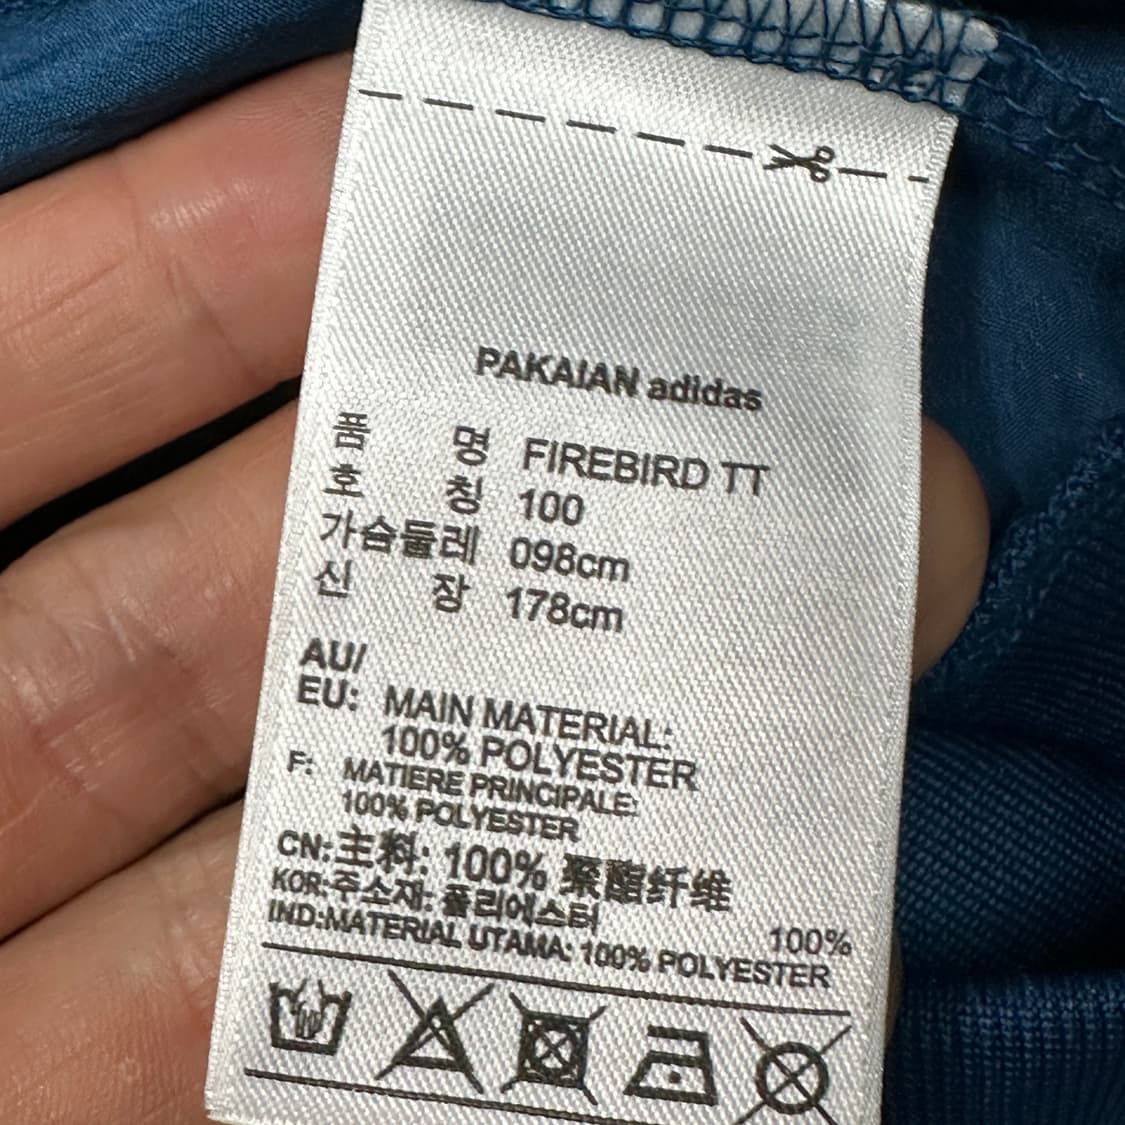 PAKAIAN adidas
품 명 FIREBIRD TT
호 칭 100
가슴둘레 098cm
신 장 178cm
AU/
EU: MAIN MATERIAL:
100% POLYESTER
F: MATIERE PRINCIPALE:
100% POLYESTER
CN:主料: 100% 聚酯纤维
KOR:주소재: 폴리에스터 100%
IND:MATERIAL UTAMA: 100% POLYESTER